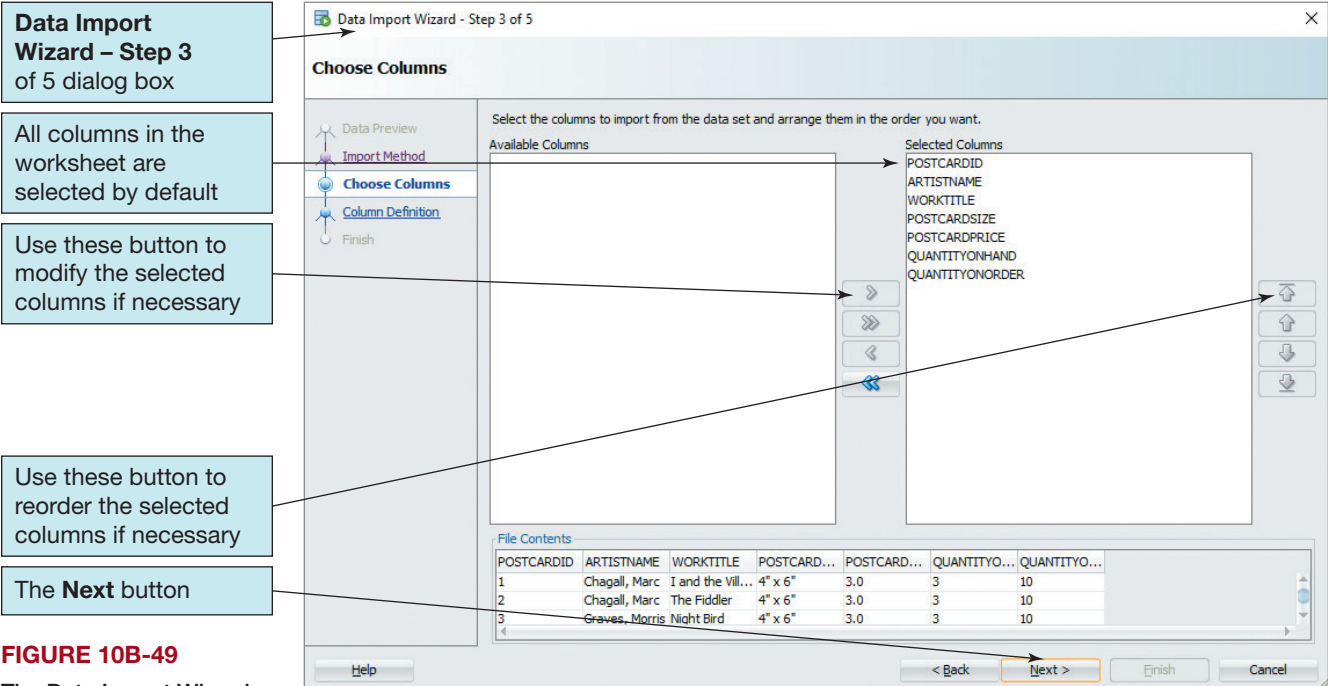 Data Import
Wizard – Step 3
of 5 dialog box
All columns in the
worksheet are
selected by default
Use these button to
modify the selected
columns if necessary
Use these button to
reorder the selected
columns if necessary
The Next button
FIGURE 10B-49
The Data Import Wizard
Data Import Wizard - Step 3 of 5
Choose Columns
Data Preview
Import Method
Choose Columns
Column Definition
Finish
Select the columns to import from the data set and arrange them in the order you want.
Available Columns
Selected Columns
POSTCARDID
ARTISTNAME
WORKTITLE
POSTCARDSIZE
POSTCARDPRICE
QUANTITYONHAND
QUANTITYONORDER
File Contents
POSTCARDID ARTISTNAME WORKTITLE POSTCARD... POSTCARD... QUANTITYO... QUANTITYO...
1 Chagall, Marc I and the Vill... 4" x 6" 3.0 3 10
2 Chagall, Marc The Fiddler 4" x 6" 3.0 3 10
3 Graves, Morris Night Bird 4" x 6" 3.0 3 10
Help
< Back
Next >
Finish
Cancel